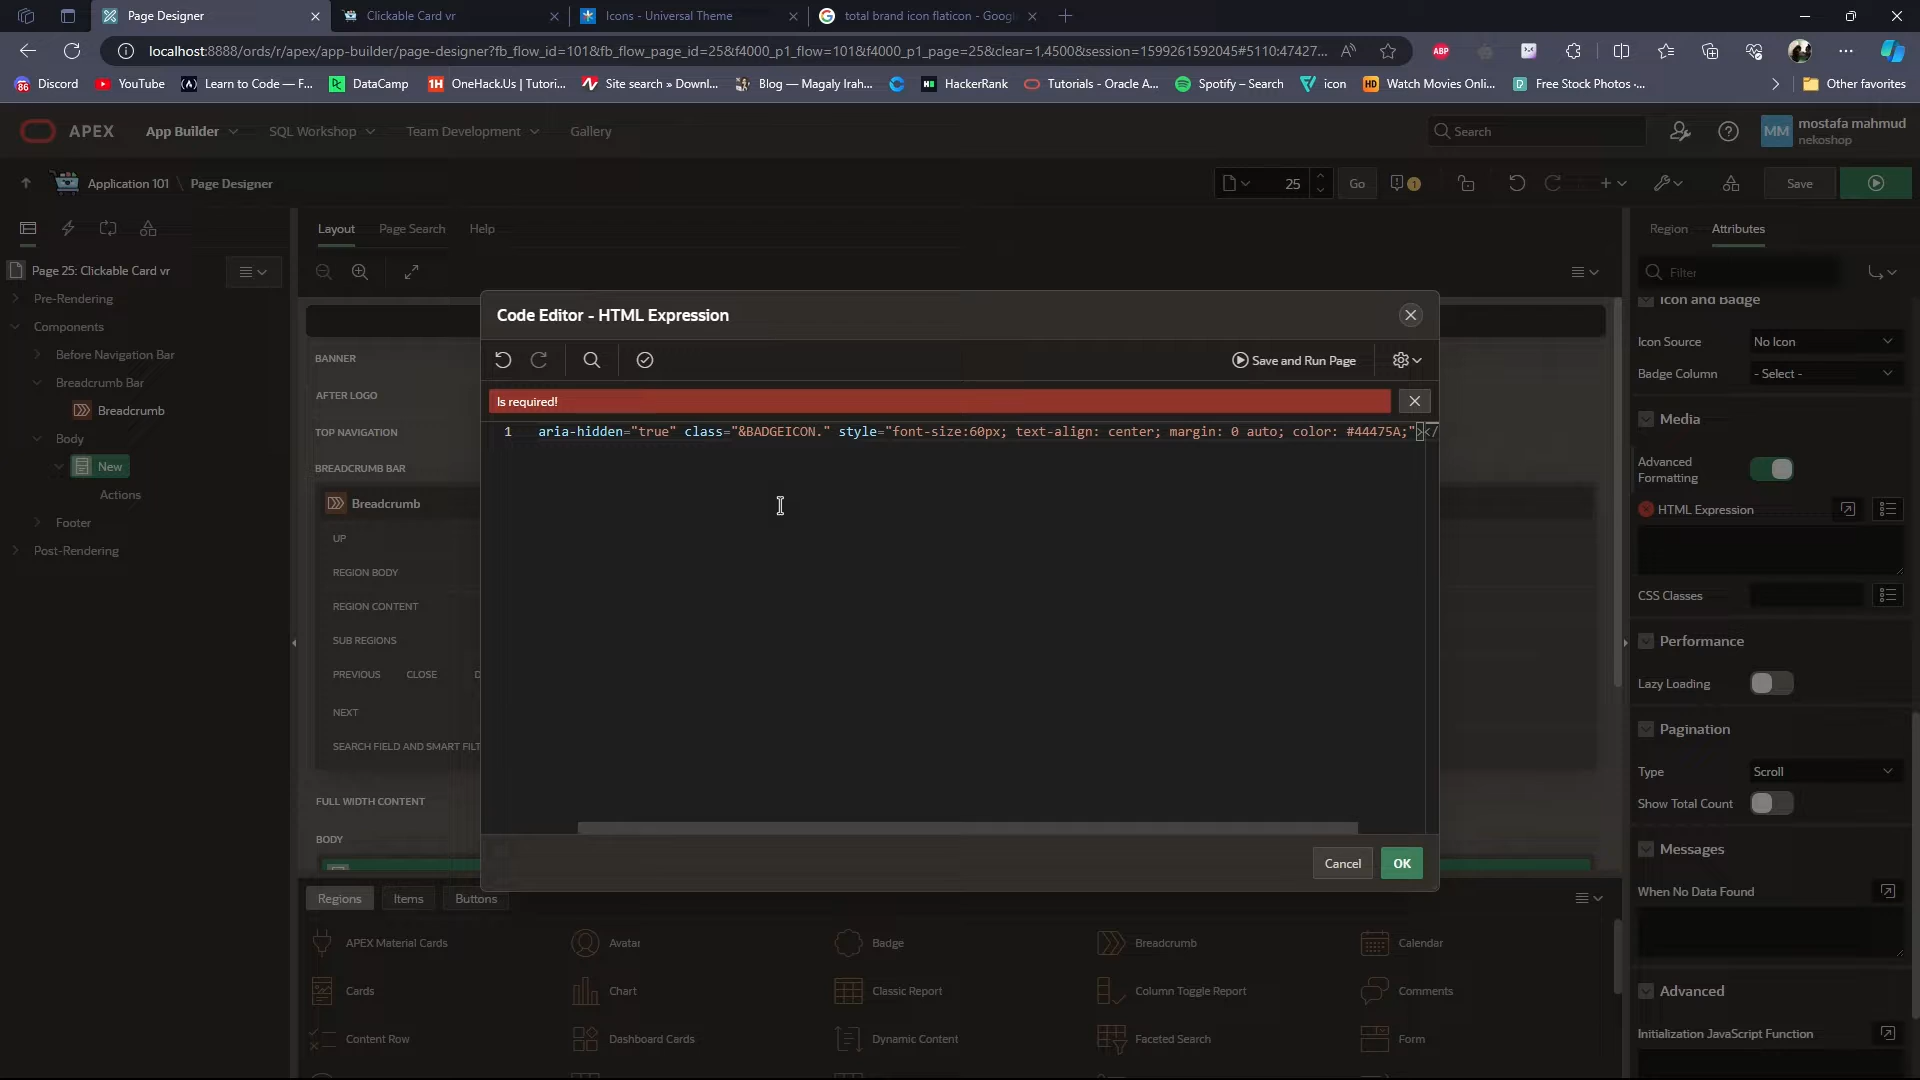 Page Designer
Clickable Card vr
Icons - Universal Theme
total brand icon flaticon - Googl
localhost:8888/ords/r/apex/app-builder/page-designer?fb_flow_id=101&fb_flow_page_id=25&f4000_p1_flow=101&f4000_p1_page=25&clear=1,4500&session=1599261592045#5110:47427...
Discord
YouTube
Learn to Code — F...
DataCamp
OneHack.Us | Tutori...
Site search » Downl...
Blog — Magaly Irah...
HackerRank
Tutorials - Oracle A...
Spotify – Search
icon
Watch Movies Onli...
Free Stock Photos ·...
Other favorites
APEX
App Builder
SQL Workshop
Team Development
Gallery
Search
MM
mostafa mahmud
nekoshop
Application 101 \ Page Designer
25
Go
1
Save
Layout
Page Search
Help
Region
Attributes
Page 25: Clickable Card vr
Pre-Rendering
Components
Before Navigation Bar
Breadcrumb Bar
Breadcrumb
Body
New
Actions
Footer
Post-Rendering
BANNER
AFTER LOGO
TOP NAVIGATION
BREADCRUMB BAR
Breadcrumb
UP
REGION BODY
REGION CONTENT
SUB REGIONS
PREVIOUS
CLOSE
NEXT
SEARCH FIELD AND SMART FILT
FULL WIDTH CONTENT
BODY
Code Editor - HTML Expression
Save and Run Page
Is required!
1 aria-hidden="true" class="&BADGEICON." style="font-size:60px; text-align: center; margin: 0 auto; color: #44475A;"></
Cancel
OK
Filter
Icon and Badge
Icon Source
No Icon
Badge Column
- Select -
Media
Advanced Formatting
HTML Expression
CSS Classes
Performance
Lazy Loading
Pagination
Type
Scroll
Show Total Count
Messages
When No Data Found
Advanced
Initialization JavaScript Function
Regions
Items
Buttons
APEX Material Cards
Avatar
Badge
Breadcrumb
Calendar
Cards
Chart
Classic Report
Column Toggle Report
Comments
Content Row
Dashboard Cards
Dynamic Content
Faceted Search
Form